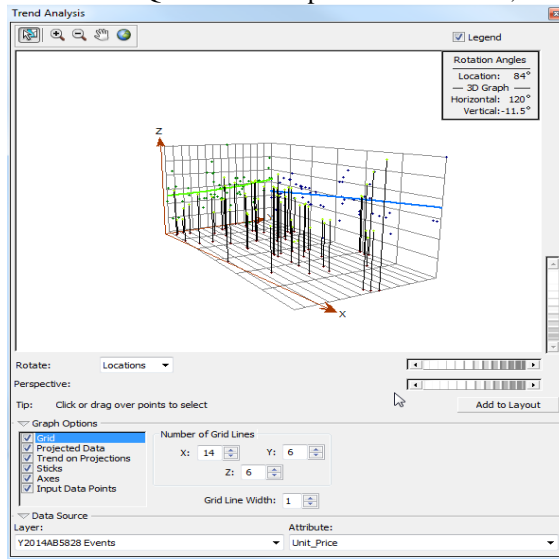 Trend Analysis
Legend
Rotation Angles
Location: 84°
— 3D Graph —
Horizontal: 120°
Vertical:-11.5°
Z
X
Rotate: Locations
Perspective:
Tip: Click or drag over points to select
Add to Layout
Graph Options
Grid
Projected Data
Trend on Projections
Sticks
Axes
Input Data Points
Number of Grid Lines
X: 14 Y: 6
Z: 6
Grid Line Width: 1
Data Source
Layer: Attribute:
Y2014AB5828 Events Unit_Price